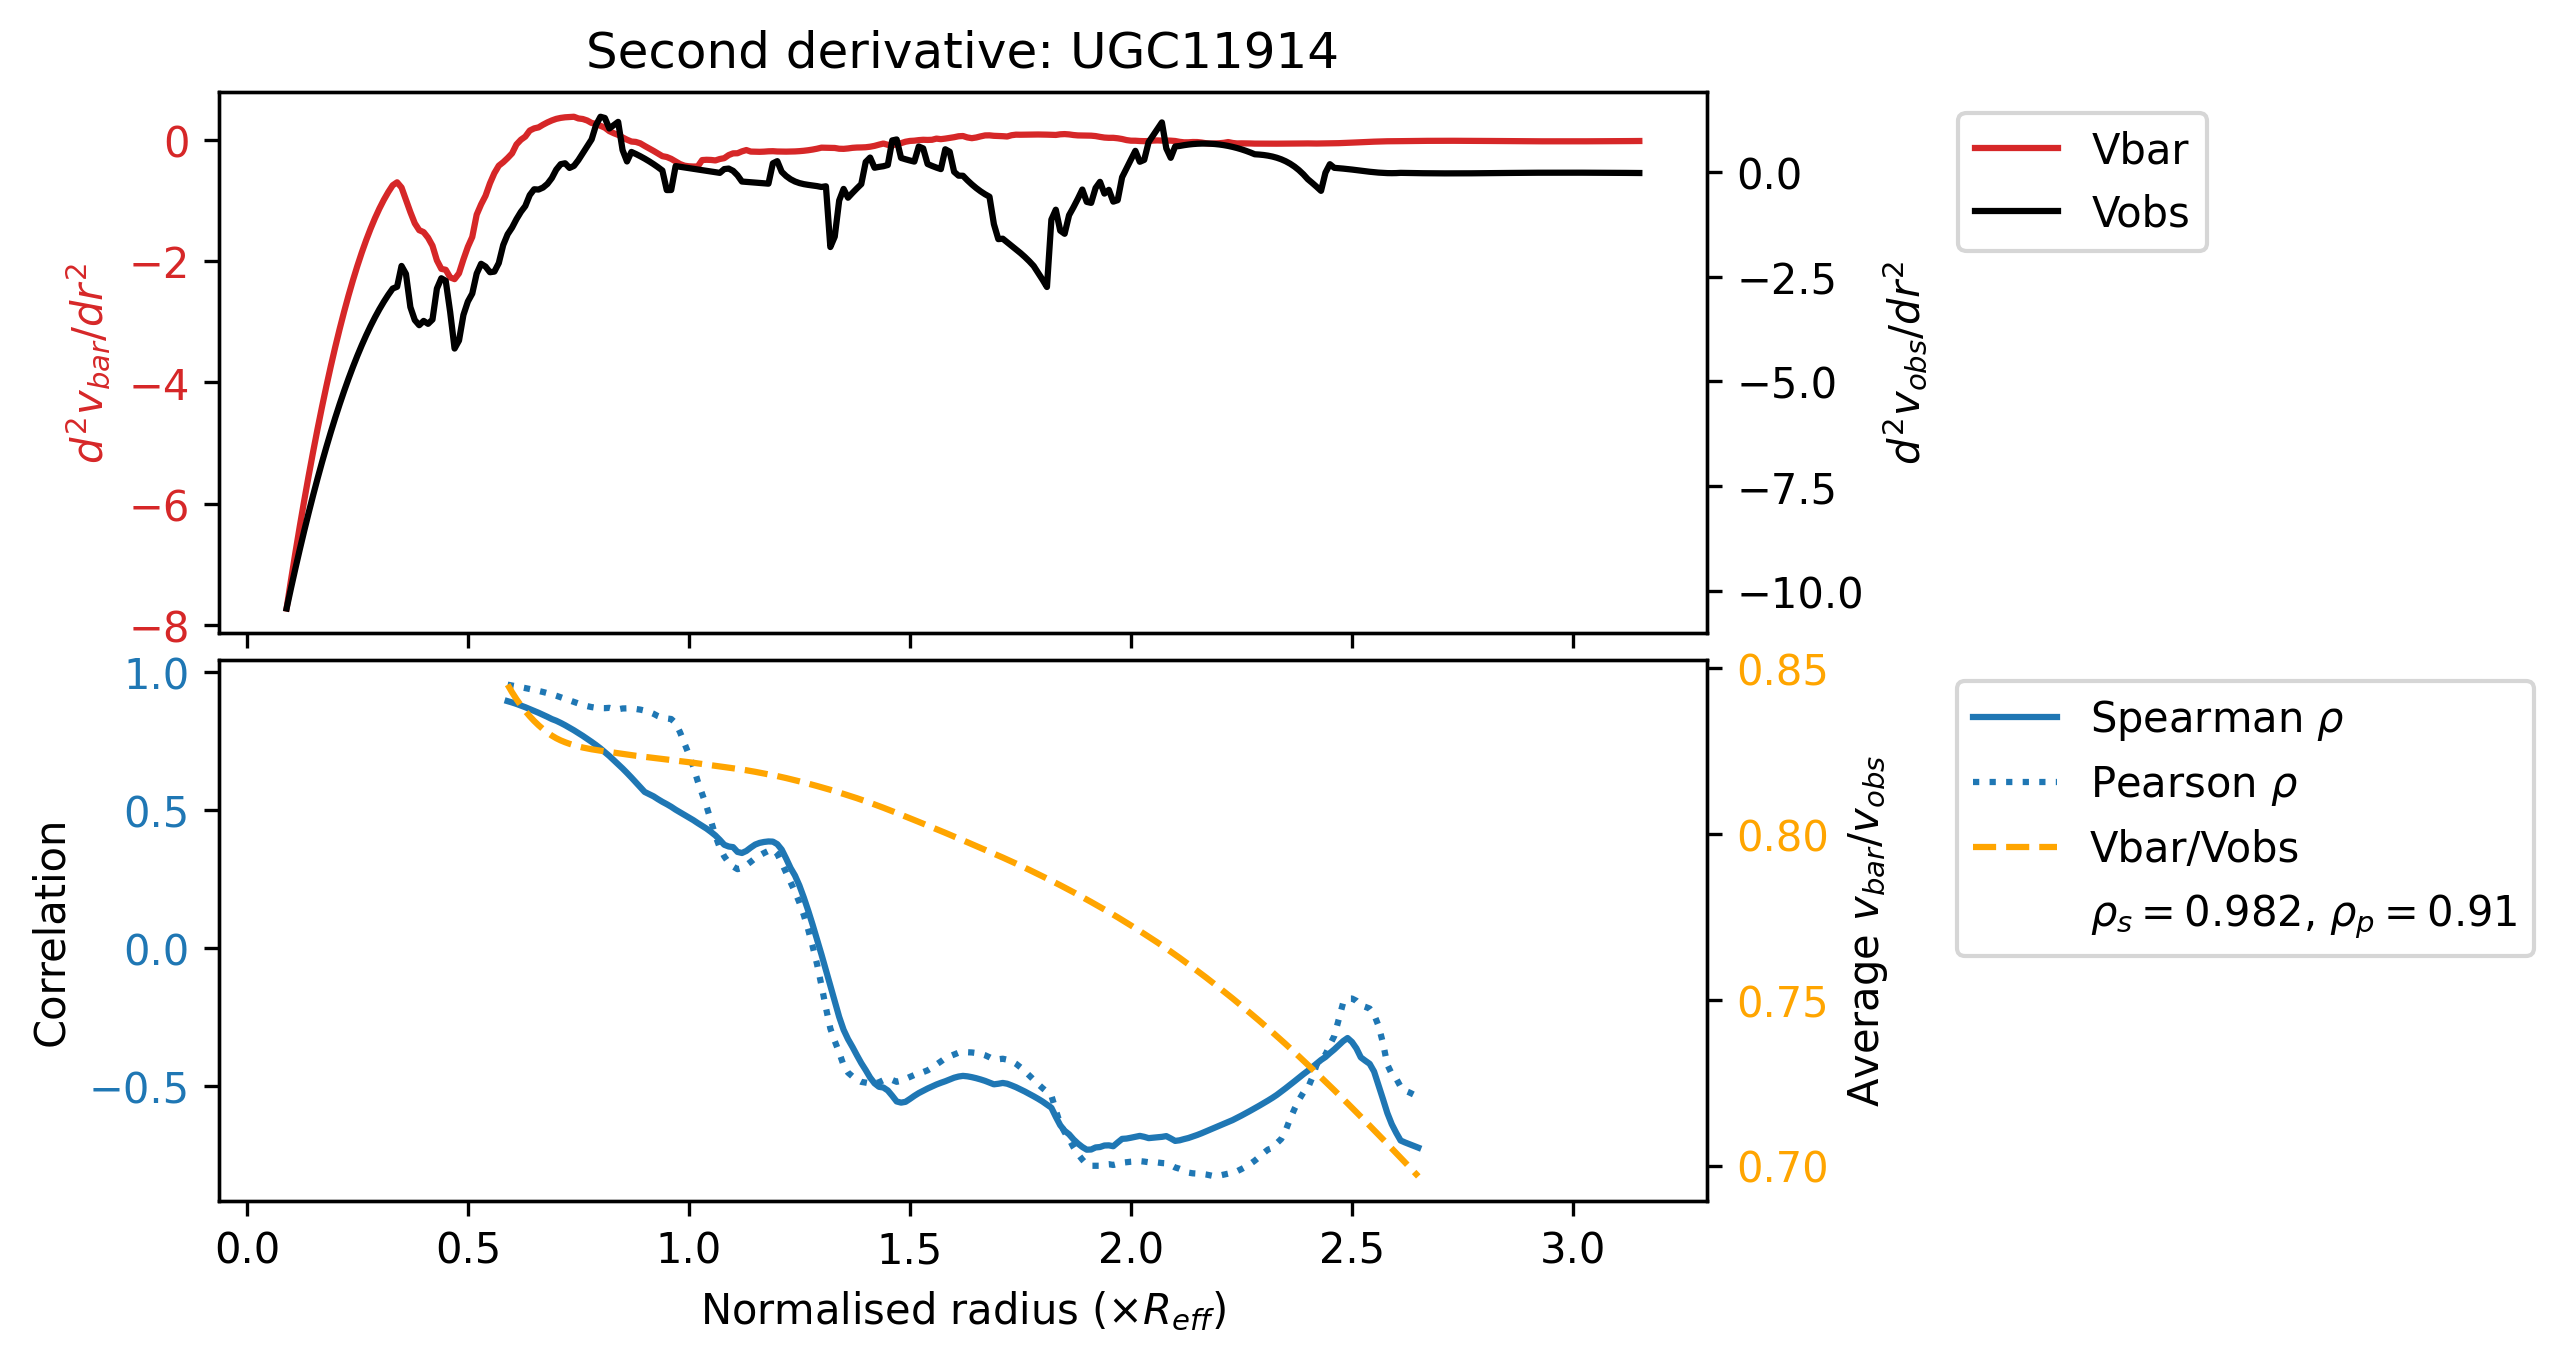 Second derivative: UGC11914
0
−2
−4
−6
−8
d²v_bar/dr²
0.0
−2.5
−5.0
−7.5
−10.0
d²v_obs/dr²
Vbar
Vobs
1.0
0.5
0.0
−0.5
Correlation
0.85
0.80
0.75
0.70
Average v_bar/v_obs
Spearman ρ
Pearson ρ
Vbar/Vobs
ρ_s = 0.982, ρ_p = 0.91
0.0 0.5 1.0 1.5 2.0 2.5 3.0
Normalised radius (×R_eff)